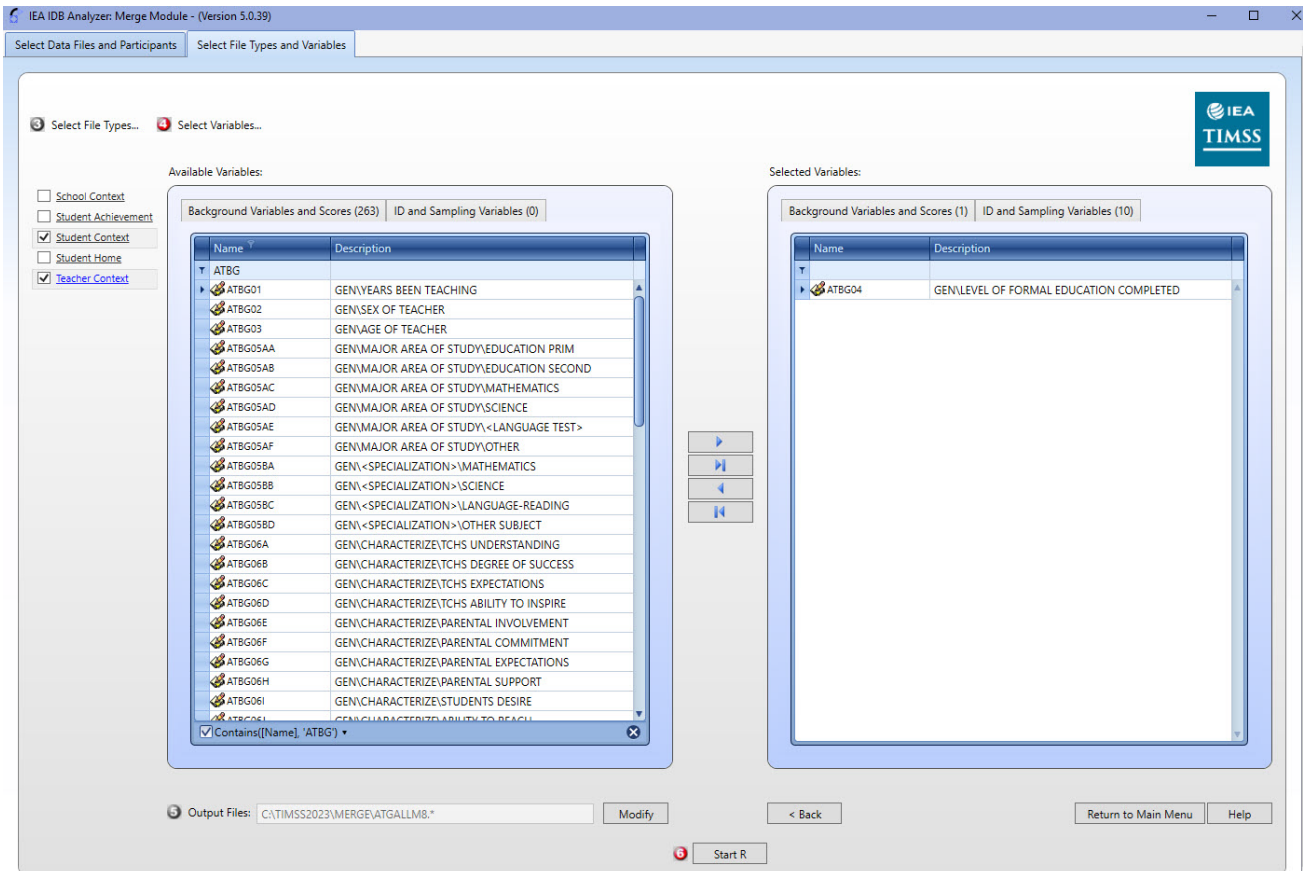 IEA IDB Analyzer: Merge Module - (Version 5.0.39)
Select Data Files and Participants
Select File Types and Variables
IEA
TIMSS
3 Select File Types...
4 Select Variables...
Available Variables:
Selected Variables:
School Context
Student Achievement
Student Context
Student Home
Teacher Context
Background Variables and Scores (263)
ID and Sampling Variables (0)
Name Description
ATBG
ATBG01 GEN\YEARS BEEN TEACHING
ATBG02 GEN\SEX OF TEACHER
ATBG03 GEN\AGE OF TEACHER
ATBG05AA GEN\MAJOR AREA OF STUDY\EDUCATION PRIM
ATBG05AB GEN\MAJOR AREA OF STUDY\EDUCATION SECOND
ATBG05AC GEN\MAJOR AREA OF STUDY\MATHEMATICS
ATBG05AD GEN\MAJOR AREA OF STUDY\SCIENCE
ATBG05AE GEN\MAJOR AREA OF STUDY\<LANGUAGE TEST>
ATBG05AF GEN\MAJOR AREA OF STUDY\OTHER
ATBG05BA GEN\<SPECIALIZATION>\MATHEMATICS
ATBG05BB GEN\<SPECIALIZATION>\SCIENCE
ATBG05BC GEN\<SPECIALIZATION>\LANGUAGE-READING
ATBG05BD GEN\<SPECIALIZATION>\OTHER SUBJECT
ATBG06A GEN\CHARACTERIZE\TCHS UNDERSTANDING
ATBG06B GEN\CHARACTERIZE\TCHS DEGREE OF SUCCESS
ATBG06C GEN\CHARACTERIZE\TCHS EXPECTATIONS
ATBG06D GEN\CHARACTERIZE\TCHS ABILITY TO INSPIRE
ATBG06E GEN\CHARACTERIZE\PARENTAL INVOLVEMENT
ATBG06F GEN\CHARACTERIZE\PARENTAL COMMITMENT
ATBG06G GEN\CHARACTERIZE\PARENTAL EXPECTATIONS
ATBG06H GEN\CHARACTERIZE\PARENTAL SUPPORT
ATBG06I GEN\CHARACTERIZE\STUDENTS DESIRE
Contains([Name], 'ATBG')
Background Variables and Scores (1)
ID and Sampling Variables (10)
Name Description
ATBG04 GEN\LEVEL OF FORMAL EDUCATION COMPLETED
5 Output Files: C:\TIMSS2023\MERGE\ATGALLM8.*
Modify
< Back
Return to Main Menu
Help
6 Start R